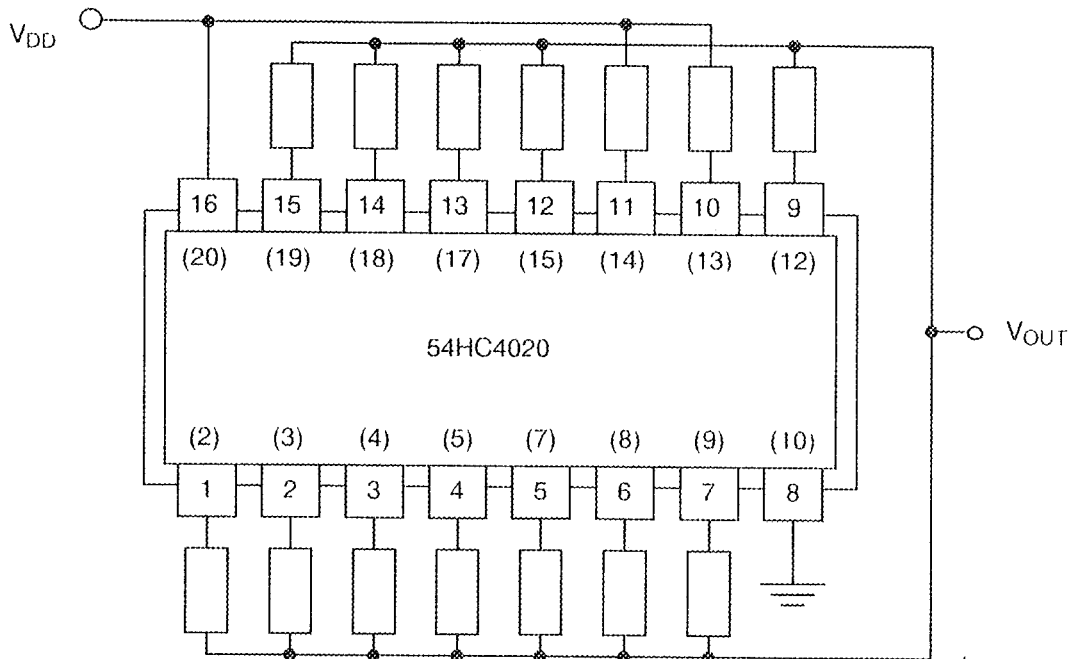 VDD
16 15 14 13 12 11 10 9
(20) (19) (18) (17) (15) (14) (13) (12)
54HC4020
VOUT
(2) (3) (4) (5) (7) (8) (9) (10)
1 2 3 4 5 6 7 8